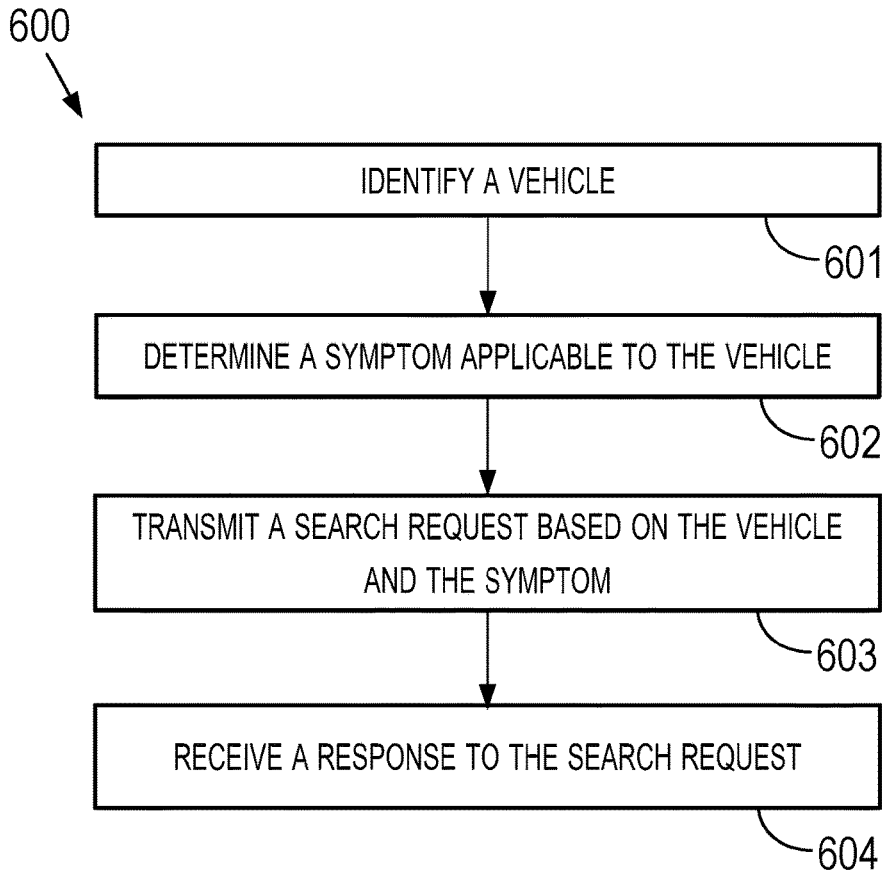 600
IDENTIFY A VEHICLE
601
DETERMINE A SYMPTOM APPLICABLE TO THE VEHICLE
602
TRANSMIT A SEARCH REQUEST BASED ON THE VEHICLE
AND THE SYMPTOM
603
RECEIVE A RESPONSE TO THE SEARCH REQUEST
604